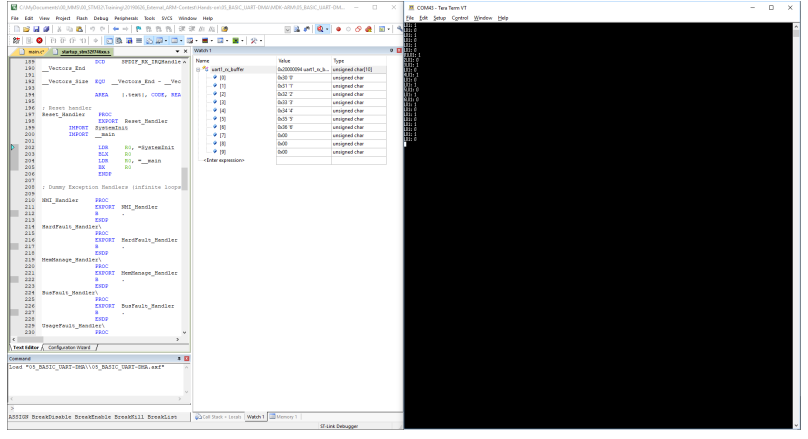 C:\MyDocuments\00_NMR\00_STM32\Training\20190626_External_ARM-Contest\Hands-on\05_BASIC_UART-DMA\MDK-ARM\05_BASIC_UART-DMA...
File Edit View Project Flash Debug Peripherals Tools SVCS Window Help
main.c* startup_stm32f746xx.s
189 DCD SPDIF_RX_IRQHandle
190 __Vectors_End
191
192 __Vectors_Size EQU __Vectors_End - __Vec
193
194 AREA |.text|, CODE, REA
195
196 ; Reset handler
197 Reset_Handler PROC
198 EXPORT Reset_Handler
199 IMPORT SystemInit
200 IMPORT __main
201
202 LDR R0, =SystemInit
203 BLX R0
204 LDR R0, =__main
205 BX R0
206 ENDP
207
208 ; Dummy Exception Handlers (infinite loops
209
210 NMI_Handler PROC
211 EXPORT NMI_Handler
212 B .
213 ENDP
214 HardFault_Handler\
215 PROC
216 EXPORT HardFault_Handler
217 B .
218 ENDP
219 MemManage_Handler\
220 PROC
221 EXPORT MemManage_Handler
222 B .
223 ENDP
224 BusFault_Handler\
225 PROC
226 EXPORT BusFault_Handler
227 B .
228 ENDP
229 UsageFault_Handler\
230 PROC
Text Editor Configuration Wizard
Command
Load "05_BASIC_UART-DMA\\05_BASIC_UART-DMA.axf"
>
ASSIGN BreakDisable BreakEnable BreakKill BreakList
Watch 1
Name Value Type
uart1_rx_buffer 0x20000094 uart1_rx_b... unsigned char[10]
[0] 0x30 '0' unsigned char
[1] 0x31 '1' unsigned char
[2] 0x32 '2' unsigned char
[3] 0x33 '3' unsigned char
[4] 0x34 '4' unsigned char
[5] 0x35 '5' unsigned char
[6] 0x36 '6' unsigned char
[7] 0x00 unsigned char
[8] 0x00 unsigned char
[9] 0x00 unsigned char
<Enter expression>
Call Stack + Locals Watch 1 Memory 1
ST-Link Debugger
COM43 - Tera Term VT
File Edit Setup Control Window Help